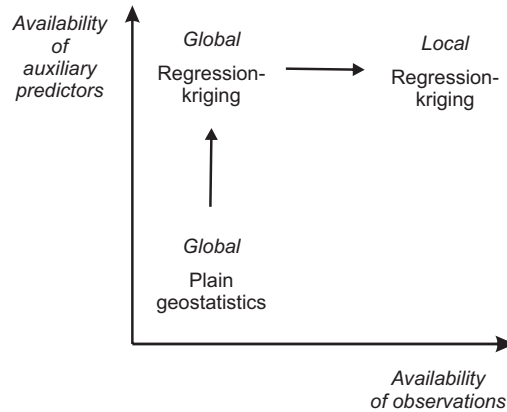 Availability
of
auxiliary
predictors
Global
Regression-
kriging
Local
Regression-
kriging
Global
Plain
geostatistics
Availability
of observations